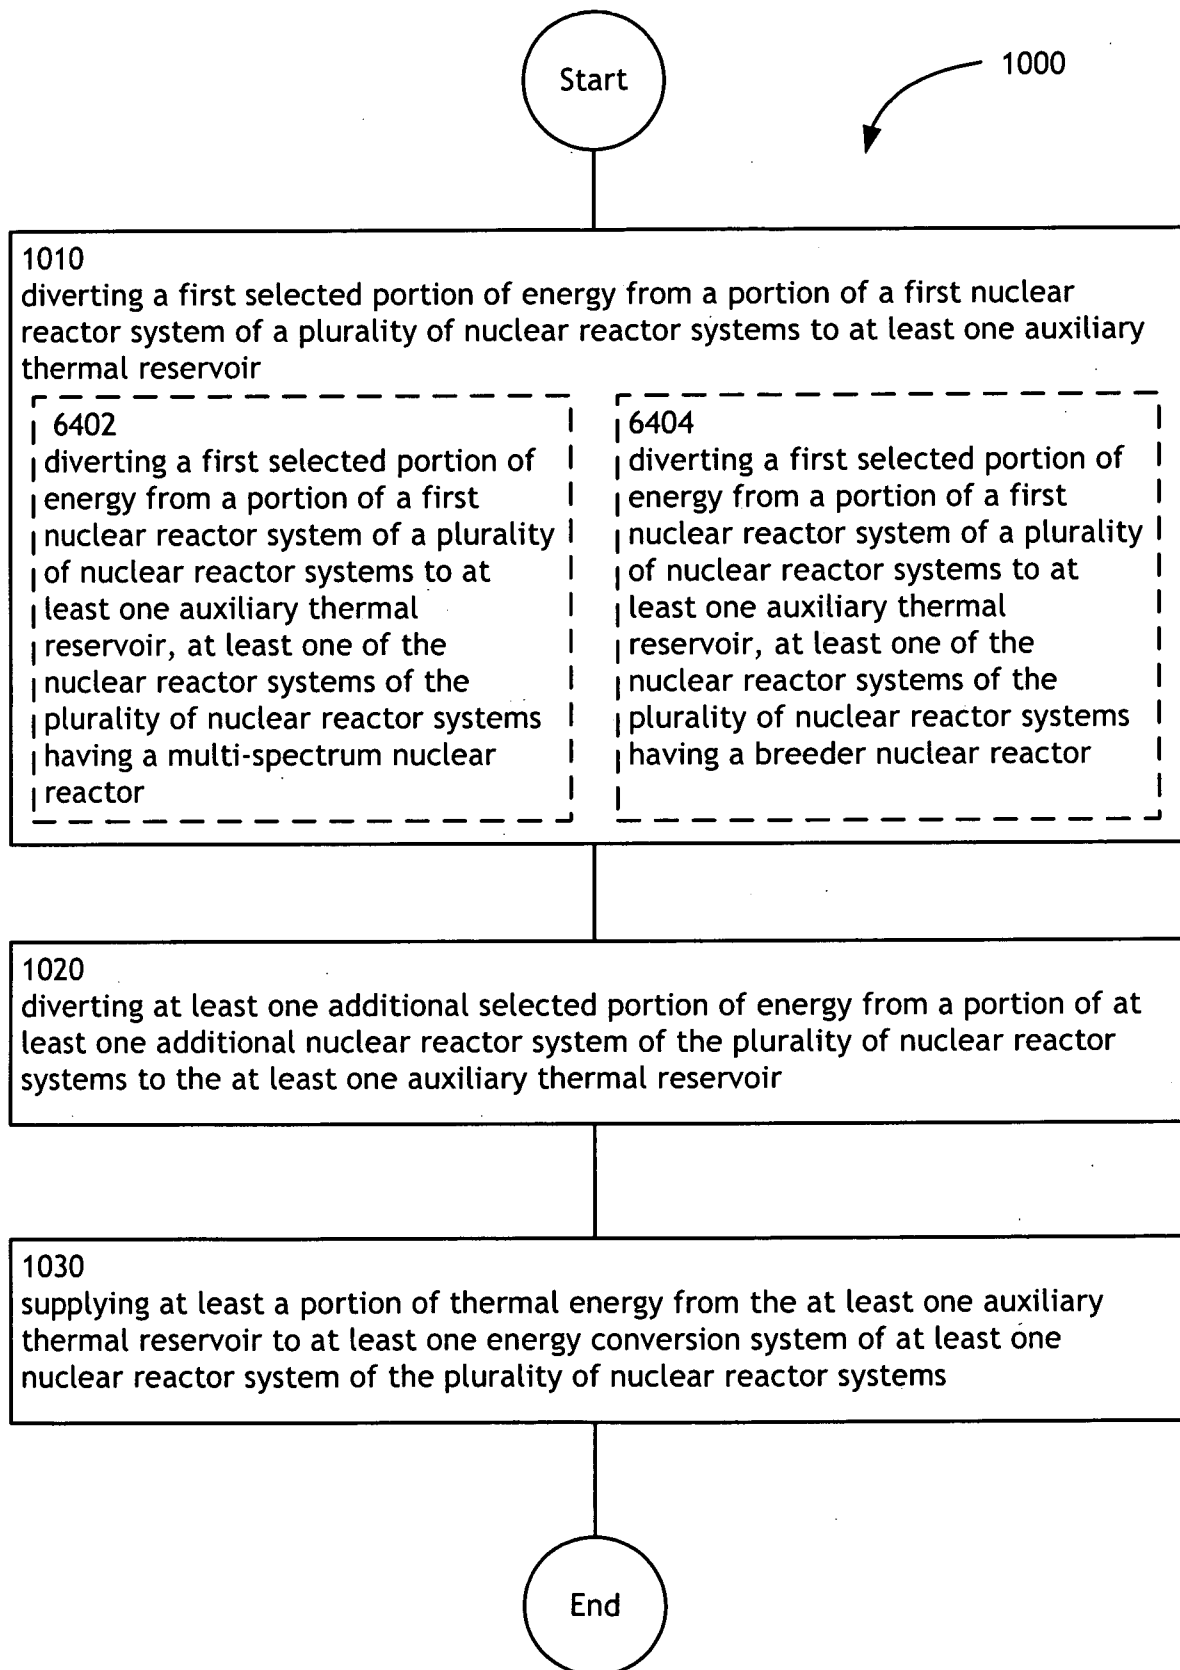 Start
1000
1010
diverting a first selected portion of energy from a portion of a first nuclear
reactor system of a plurality of nuclear reactor systems to at least one auxiliary
thermal reservoir
6402
diverting a first selected portion of
energy from a portion of a first
nuclear reactor system of a plurality
of nuclear reactor systems to at
least one auxiliary thermal
reservoir, at least one of the
nuclear reactor systems of the
plurality of nuclear reactor systems
having a multi-spectrum nuclear
reactor
6404
diverting a first selected portion of
energy from a portion of a first
nuclear reactor system of a plurality
of nuclear reactor systems to at
least one auxiliary thermal
reservoir, at least one of the
nuclear reactor systems of the
plurality of nuclear reactor systems
having a breeder nuclear reactor
1020
diverting at least one additional selected portion of energy from a portion of at
least one additional nuclear reactor system of the plurality of nuclear reactor
systems to the at least one auxiliary thermal reservoir
1030
supplying at least a portion of thermal energy from the at least one auxiliary
thermal reservoir to at least one energy conversion system of at least one
nuclear reactor system of the plurality of nuclear reactor systems
End